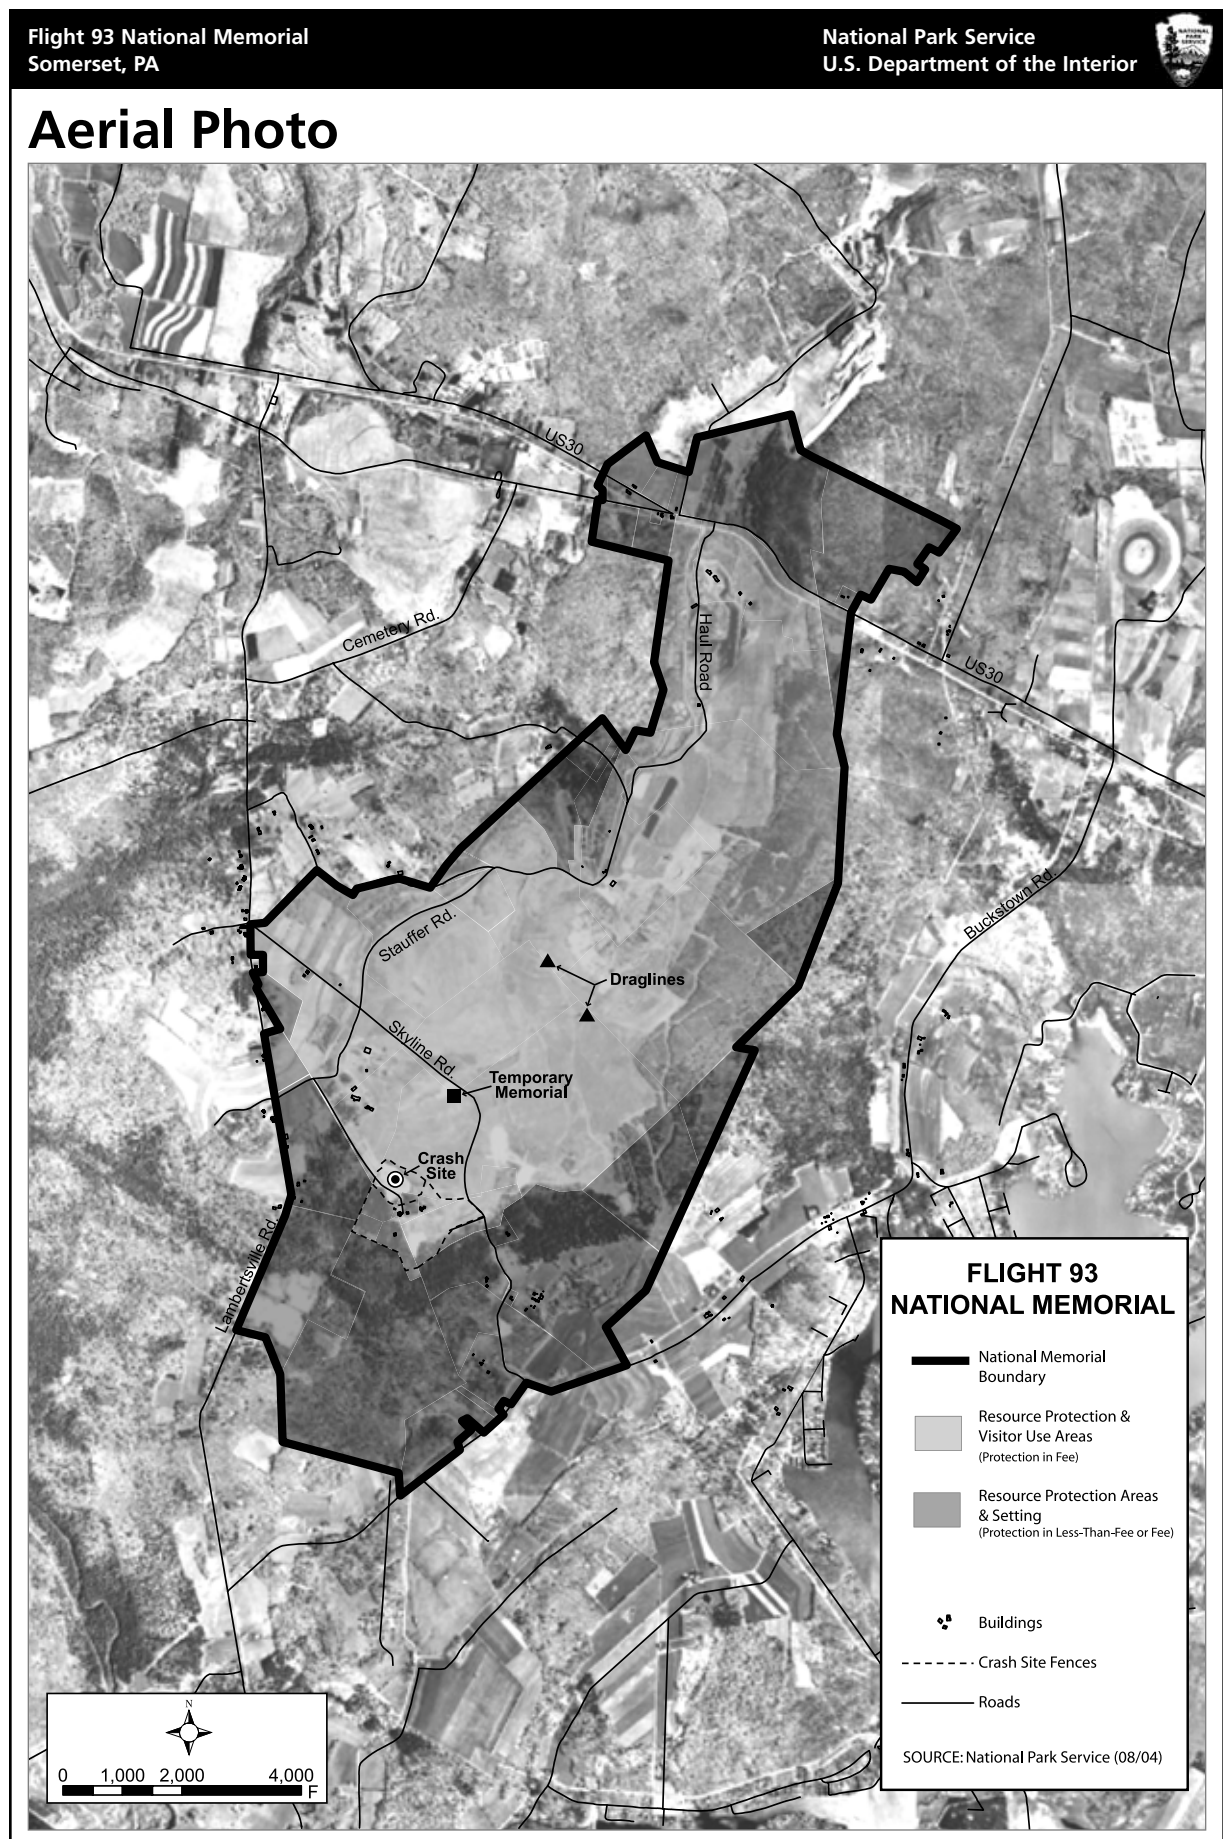 Flight 93 National Memorial
Somerset, PA
National Park Service
U.S. Department of the Interior
NATIONAL
PARK
SERVICE
Aerial Photo
US30
Cemetery Rd.
Haul Road
US30
Buckstown Rd.
Stauffer Rd.
Draglines
Skyline Rd.
Temporary
Memorial
Crash
Site
Lambertsville Rd.
FLIGHT 93
NATIONAL MEMORIAL
National Memorial
Boundary
Resource Protection &
Visitor Use Areas
(Protection in Fee)
Resource Protection Areas
& Setting
(Protection in Less-Than-Fee or Fee)
Buildings
Crash Site Fences
Roads
SOURCE: National Park Service (08/04)
N
0 1,000 2,000 4,000
F